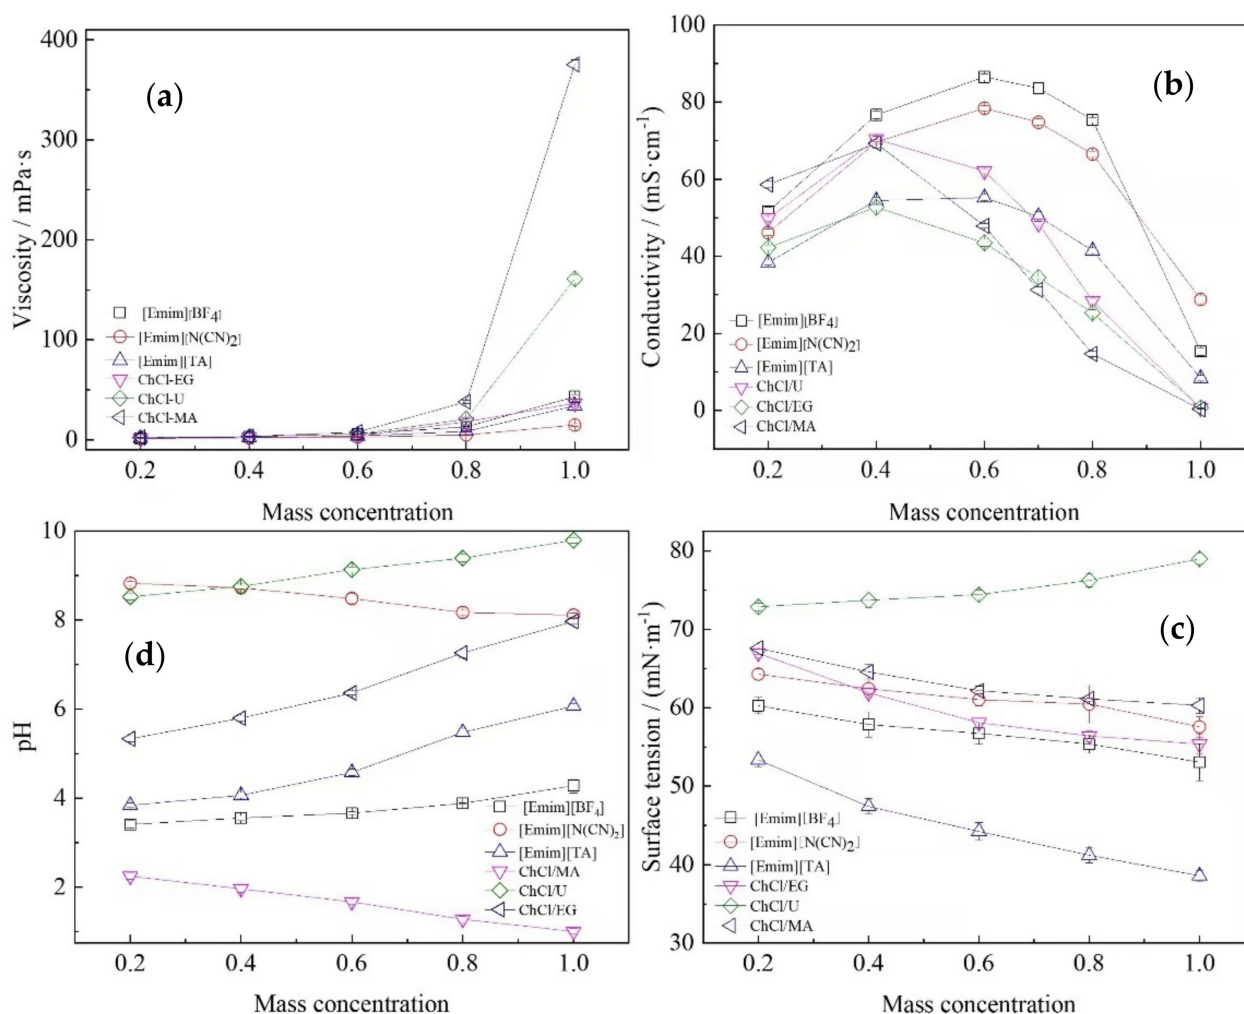 (a)
Viscosity / mPa·s
400
300
200
100
0
[Emim][BF4]
[Emim][N(CN)2]
[Emim][TA]
ChCl-EG
ChCl-U
ChCl-MA
0.2 0.4 0.6 0.8 1.0
Mass concentration
(b)
Conductivity / (mS·cm-1)
100
80
60
40
20
0
[Emim][BF4]
[Emim][N(CN)2]
[Emim][TA]
ChCl/U
ChCl/EG
ChCl/MA
0.2 0.4 0.6 0.8 1.0
Mass concentration
(d)
pH
10
8
6
4
2
[Emim][BF4]
[Emim][N(CN)2]
[Emim][TA]
ChCl/MA
ChCl/U
ChCl/EG
0.2 0.4 0.6 0.8 1.0
Mass concentration
(c)
Surface tension / (mN·m-1)
80
70
60
50
40
30
[Emim][BF4]
[Emim][N(CN)2]
[Emim][TA]
ChCl/EG
ChCl/U
ChCl/MA
0.2 0.4 0.6 0.8 1.0
Mass concentration